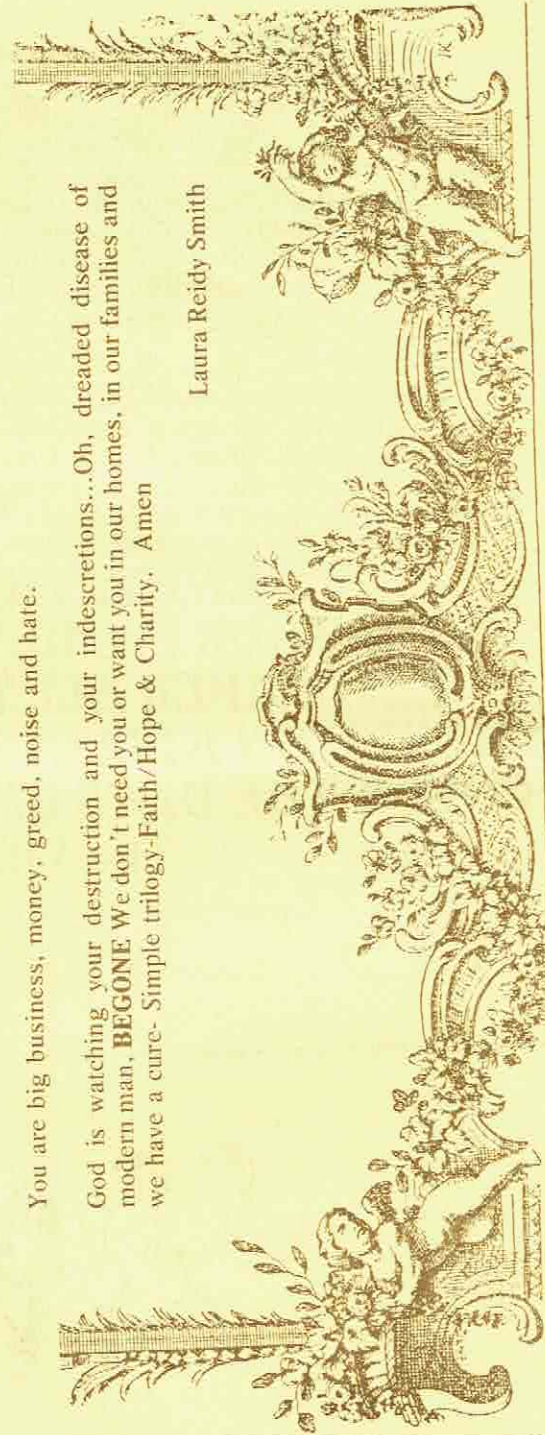 You are big business, money, greed, noise and hate.
God is watching your destruction and your indescretions...Oh, dreaded disease of
modern man, BEGONE We don't need you or want you in our homes, in our families and
we have a cure- Simple trilogy-Faith/Hope & Charity. Amen
Laura Reidy Smith